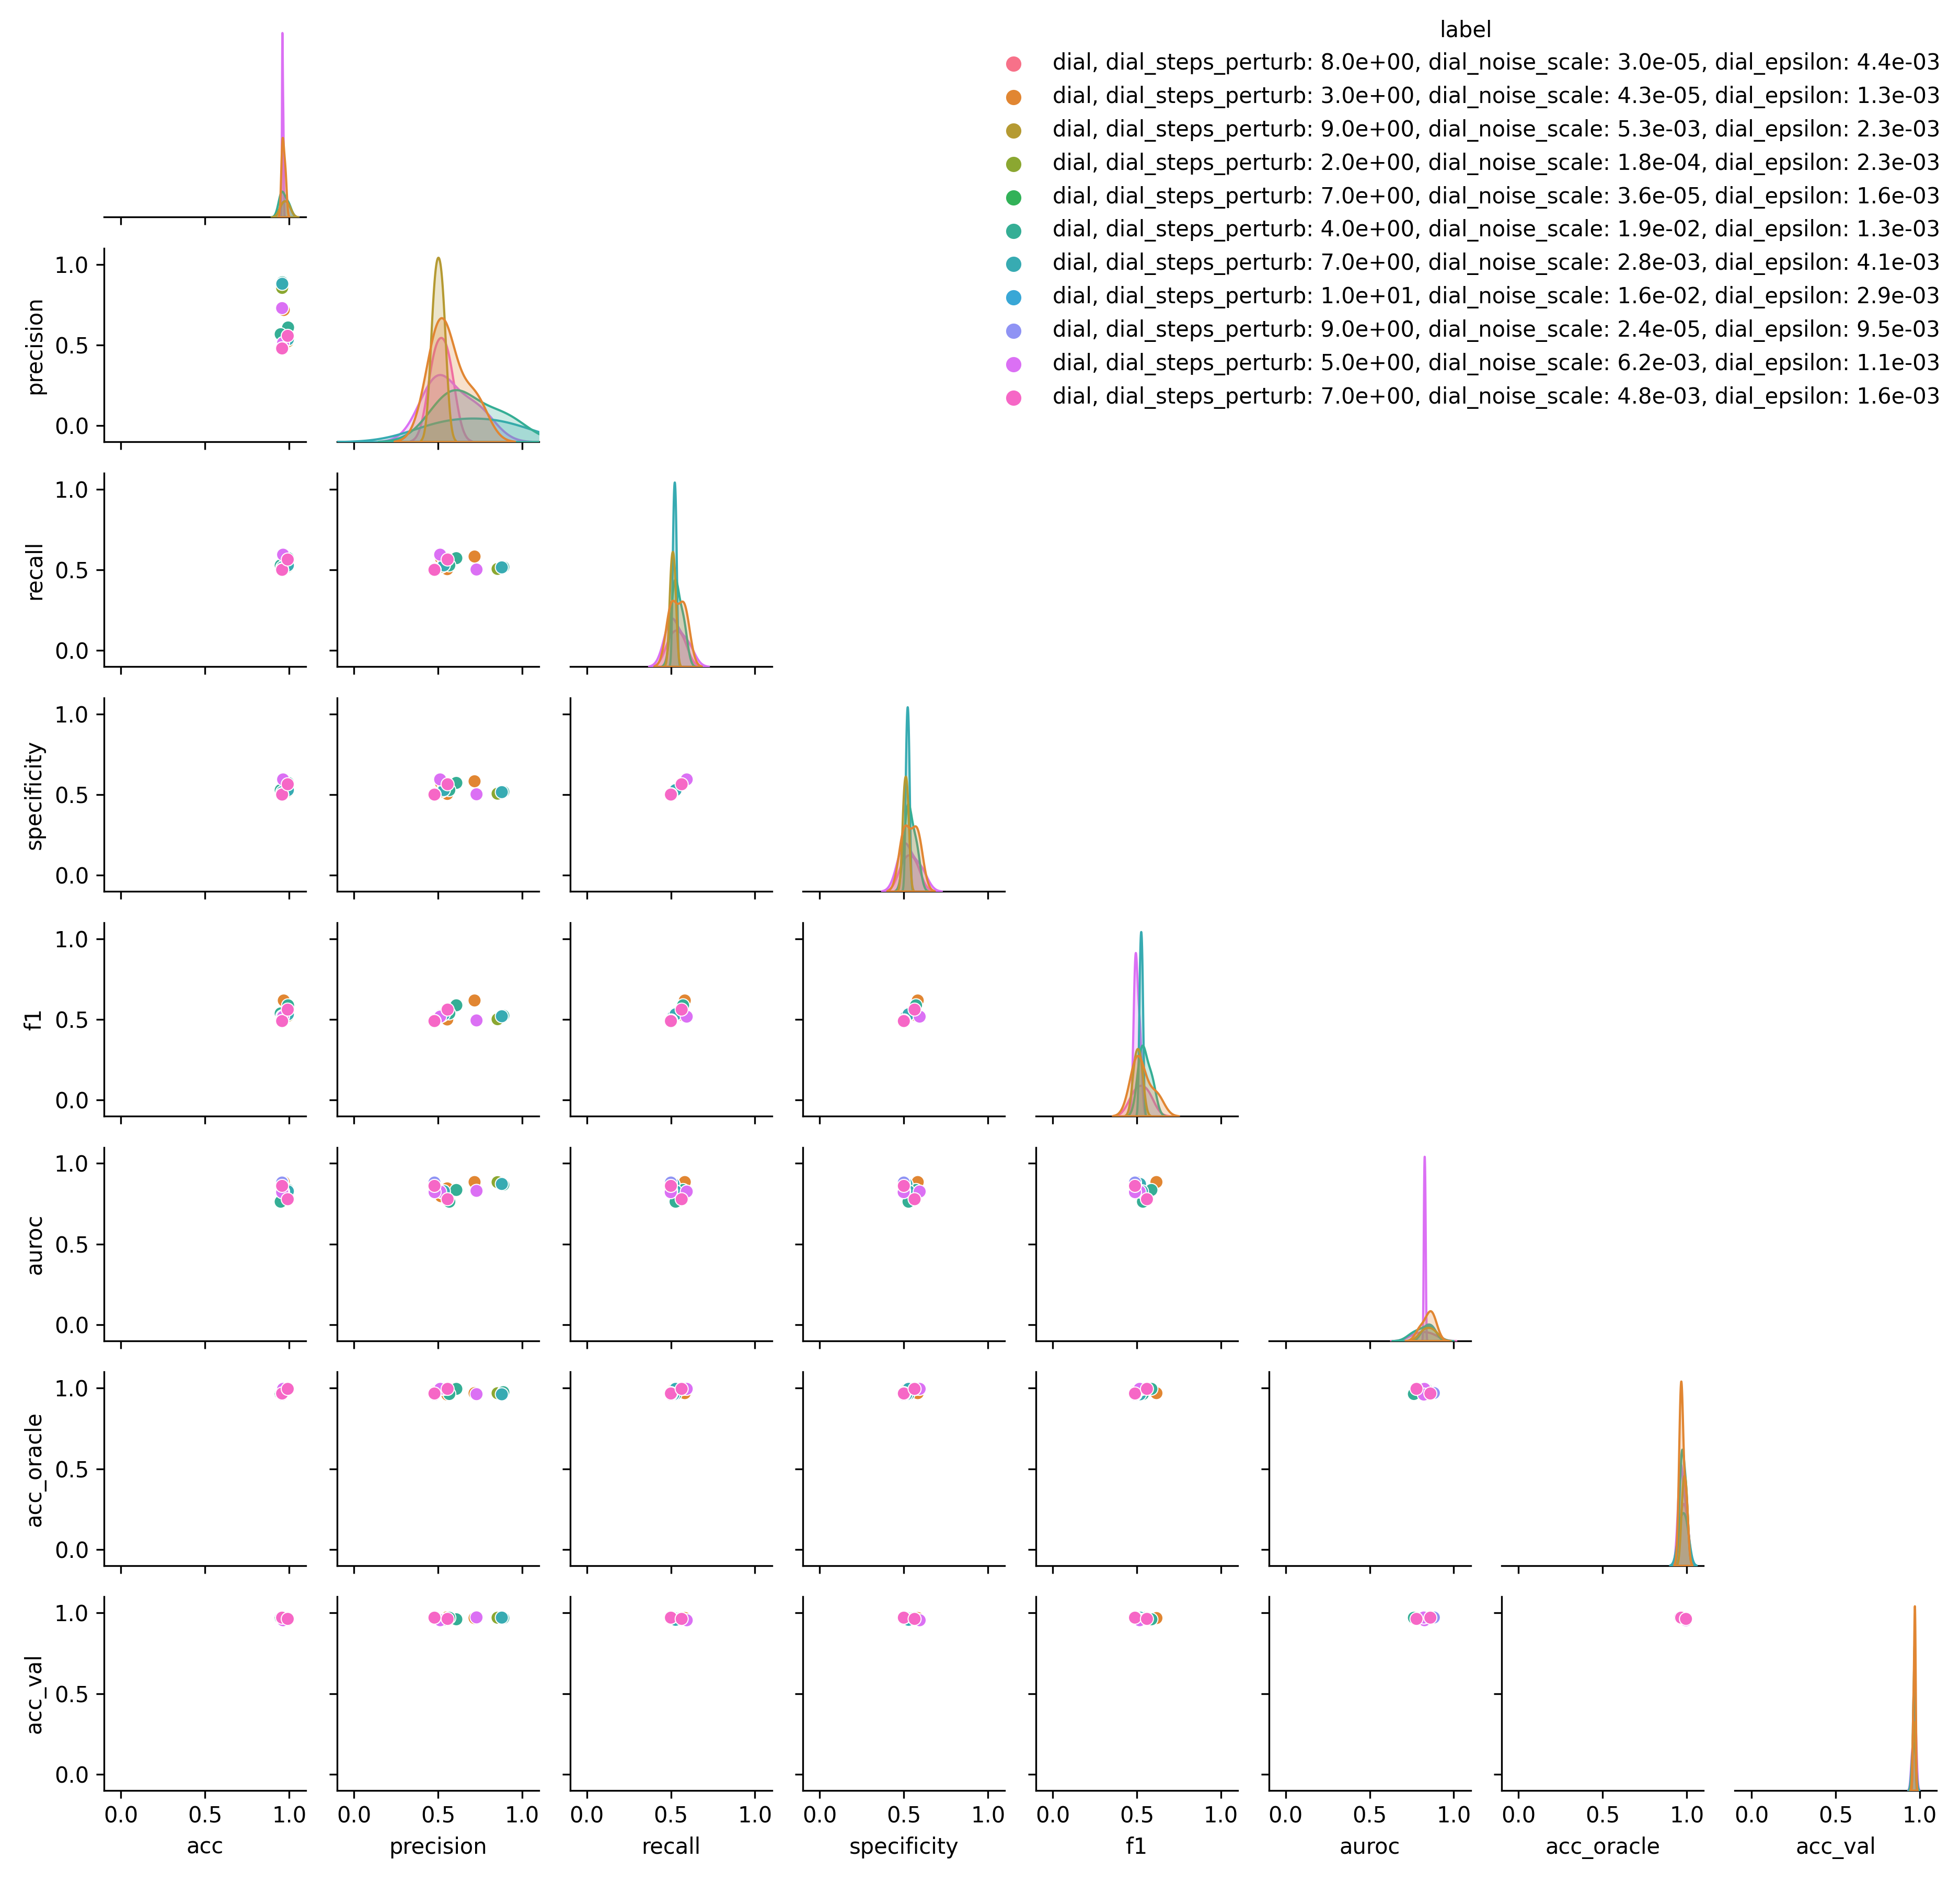 label
dial, dial_steps_perturb: 8.0e+00, dial_noise_scale: 3.0e-05, dial_epsilon: 4.4e-03
dial, dial_steps_perturb: 3.0e+00, dial_noise_scale: 4.3e-05, dial_epsilon: 1.3e-03
dial, dial_steps_perturb: 9.0e+00, dial_noise_scale: 5.3e-03, dial_epsilon: 2.3e-03
dial, dial_steps_perturb: 2.0e+00, dial_noise_scale: 1.8e-04, dial_epsilon: 2.3e-03
dial, dial_steps_perturb: 7.0e+00, dial_noise_scale: 3.6e-05, dial_epsilon: 1.6e-03
dial, dial_steps_perturb: 4.0e+00, dial_noise_scale: 1.9e-02, dial_epsilon: 1.3e-03
dial, dial_steps_perturb: 7.0e+00, dial_noise_scale: 2.8e-03, dial_epsilon: 4.1e-03
dial, dial_steps_perturb: 1.0e+01, dial_noise_scale: 1.6e-02, dial_epsilon: 2.9e-03
dial, dial_steps_perturb: 9.0e+00, dial_noise_scale: 2.4e-05, dial_epsilon: 9.5e-03
dial, dial_steps_perturb: 5.0e+00, dial_noise_scale: 6.2e-03, dial_epsilon: 1.1e-03
dial, dial_steps_perturb: 7.0e+00, dial_noise_scale: 4.8e-03, dial_epsilon: 1.6e-03
1.0
0.5
0.0
precision
1.0
0.5
0.0
recall
1.0
0.5
0.0
specificity
1.0
0.5
0.0
f1
1.0
0.5
0.0
auroc
1.0
0.5
0.0
acc_oracle
1.0
0.5
0.0
acc_val
0.0 0.5 1.0 0.0 0.5 1.0 0.0 0.5 1.0 0.0 0.5 1.0 0.0 0.5 1.0 0.0 0.5 1.0 0.0 0.5 1.0 0.0 0.5 1.0
acc precision recall specificity f1 auroc acc_oracle acc_val